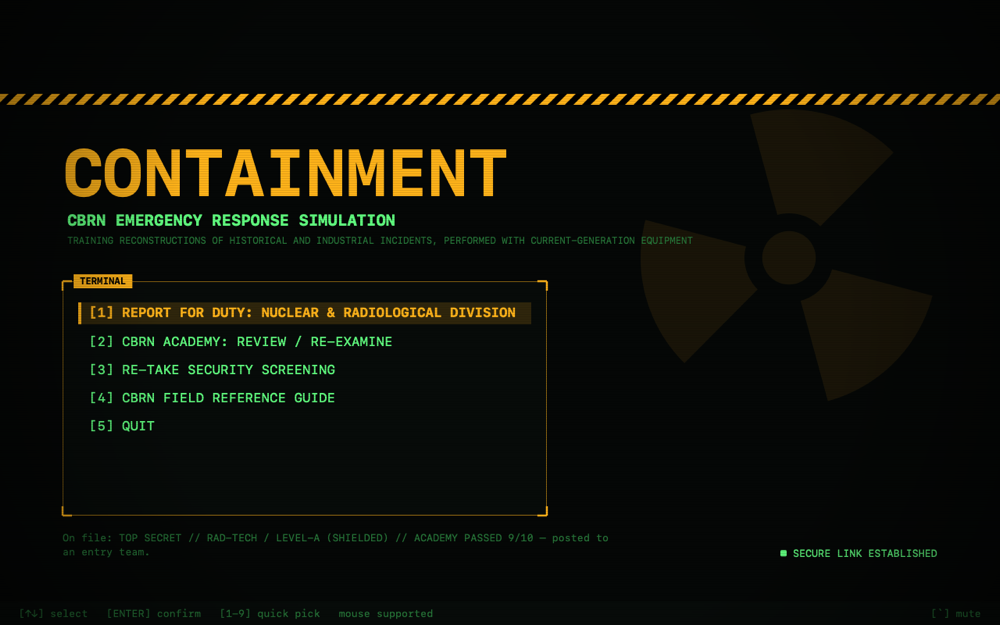 CONTAINMENT
CBRN EMERGENCY RESPONSE SIMULATION
TRAINING RECONSTRUCTIONS OF HISTORICAL AND INDUSTRIAL INCIDENTS, PERFORMED WITH CURRENT-GENERATION EQUIPMENT
TERMINAL
[1] REPORT FOR DUTY: NUCLEAR & RADIOLOGICAL DIVISION
[2] CBRN ACADEMY: REVIEW / RE-EXAMINE
[3] RE-TAKE SECURITY SCREENING
[4] CBRN FIELD REFERENCE GUIDE
[5] QUIT
On file: TOP SECRET // RAD-TECH / LEVEL-A (SHIELDED) // ACADEMY PASSED 9/10 — posted to
an entry team.
SECURE LINK ESTABLISHED
[↑↓] select [ENTER] confirm [1-9] quick pick mouse supported
[`] mute